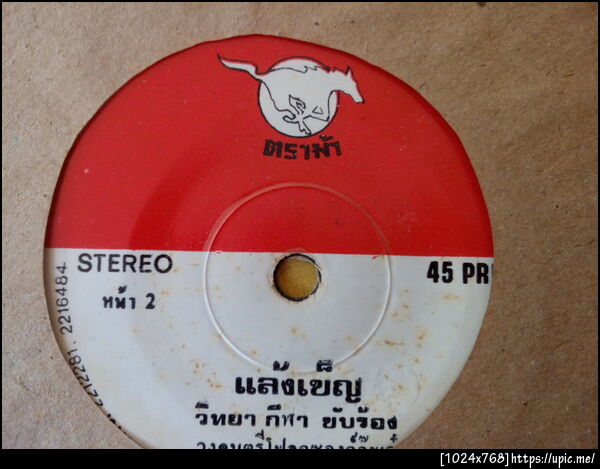 ตราม้า
STEREO
45 PR
หน้า 2
2212281. 2216484
แล้งเข็ญ
วิทยา กีฬา ขับร้อง
[1024x768]https://upic.me/